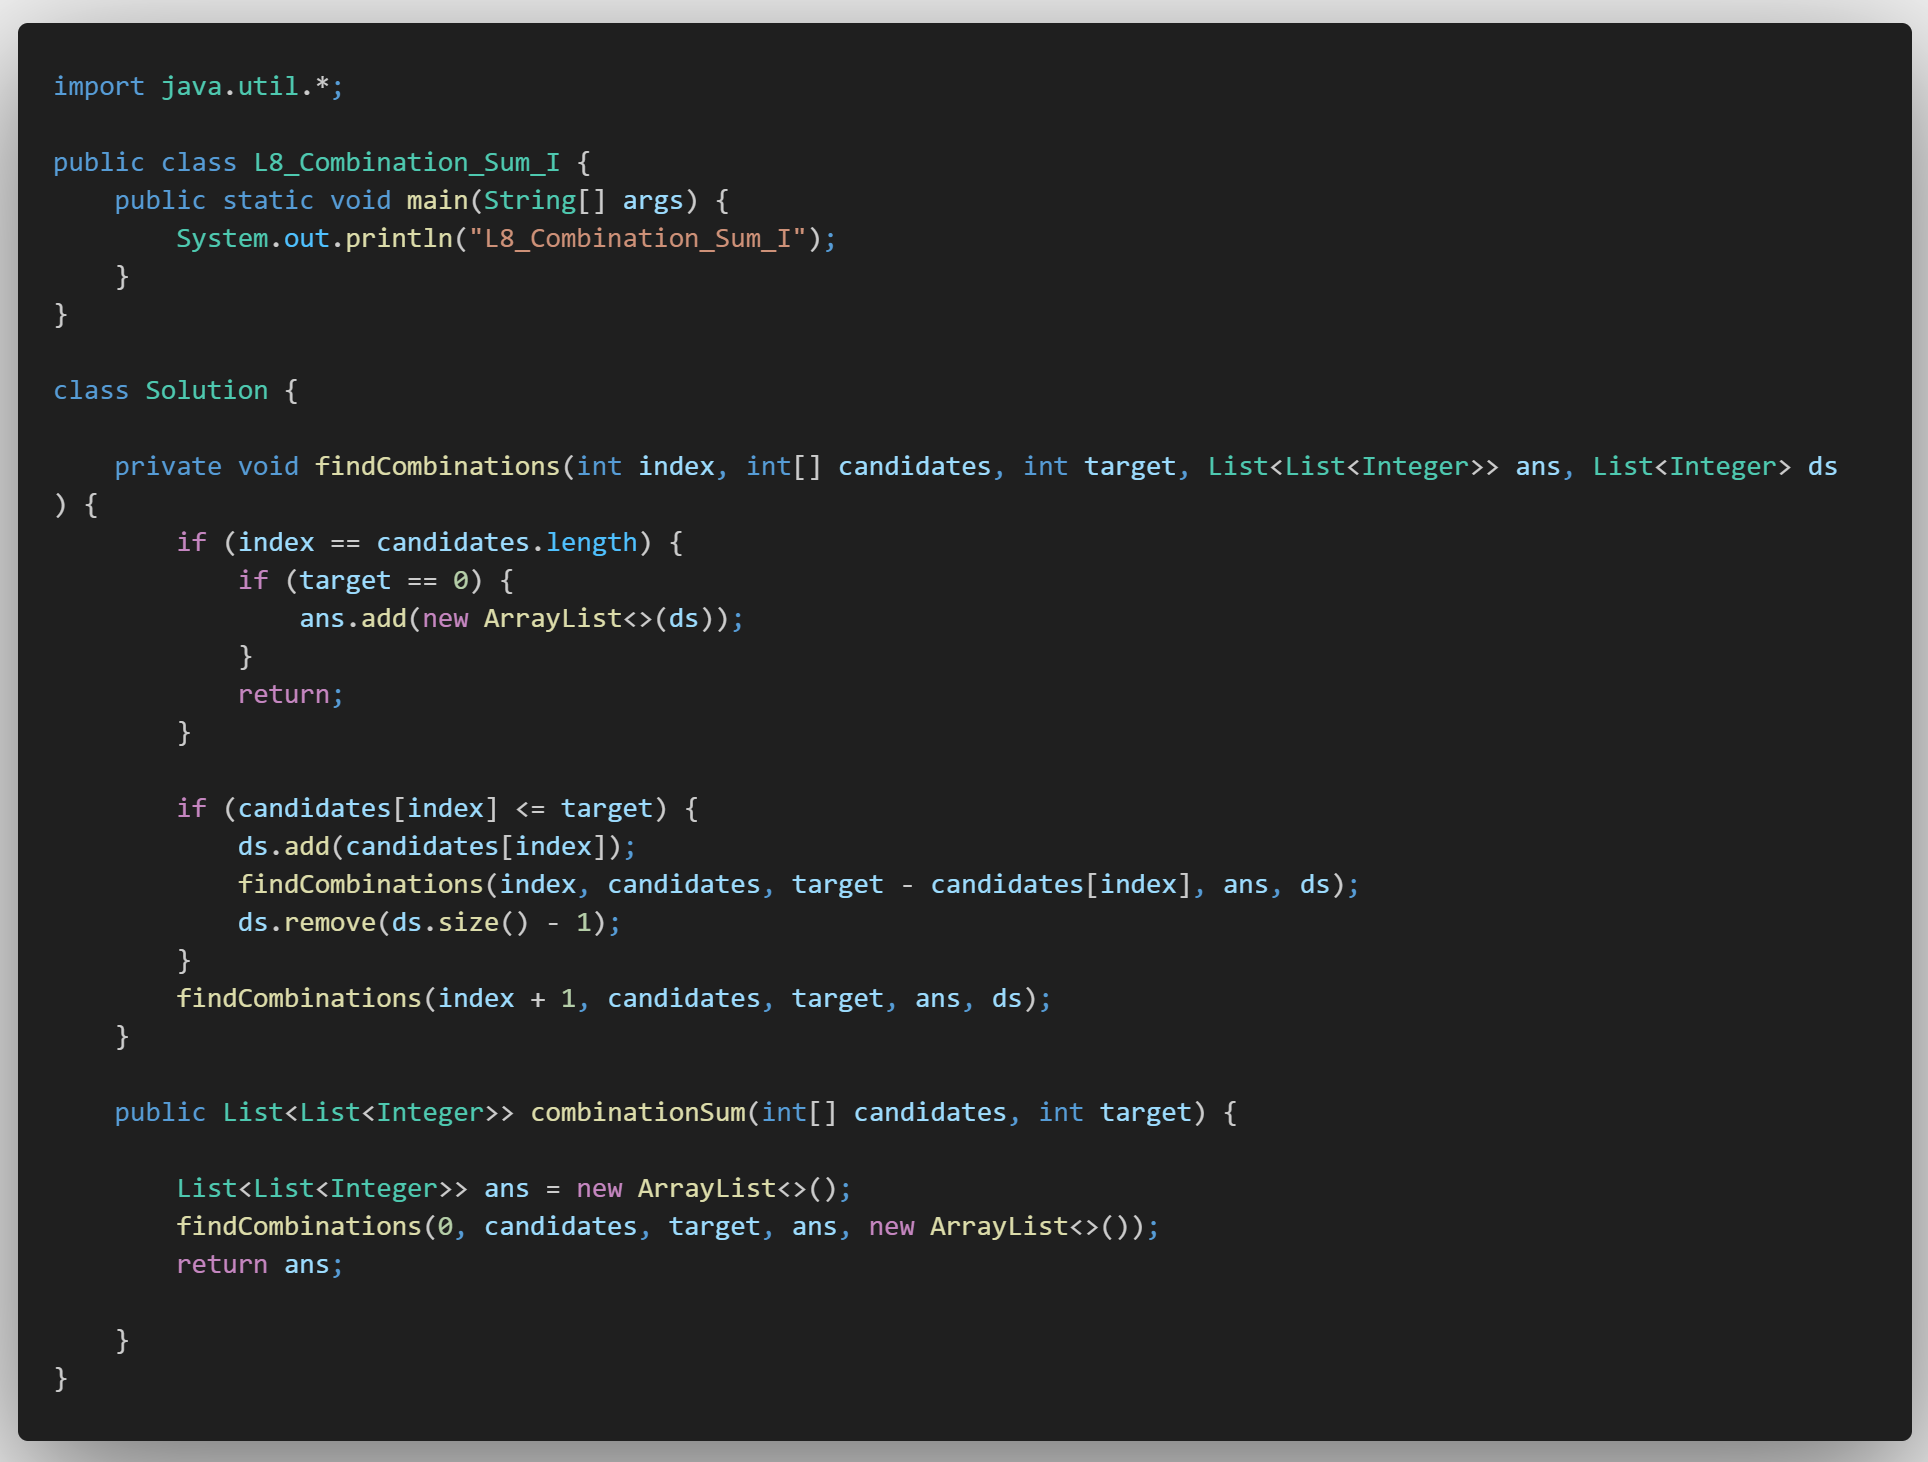 import java.util.*;

public class L8_Combination_Sum_I {
    public static void main(String[] args) {
        System.out.println("L8_Combination_Sum_I");
    }
}

class Solution {

    private void findCombinations(int index, int[] candidates, int target, List<List<Integer>> ans, List<Integer> ds
) {
        if (index == candidates.length) {
            if (target == 0) {
                ans.add(new ArrayList<>(ds));
            }
            return;
        }

        if (candidates[index] <= target) {
            ds.add(candidates[index]);
            findCombinations(index, candidates, target - candidates[index], ans, ds);
            ds.remove(ds.size() - 1);
        }
        findCombinations(index + 1, candidates, target, ans, ds);
    }

    public List<List<Integer>> combinationSum(int[] candidates, int target) {

        List<List<Integer>> ans = new ArrayList<>();
        findCombinations(0, candidates, target, ans, new ArrayList<>());
        return ans;

    }
}